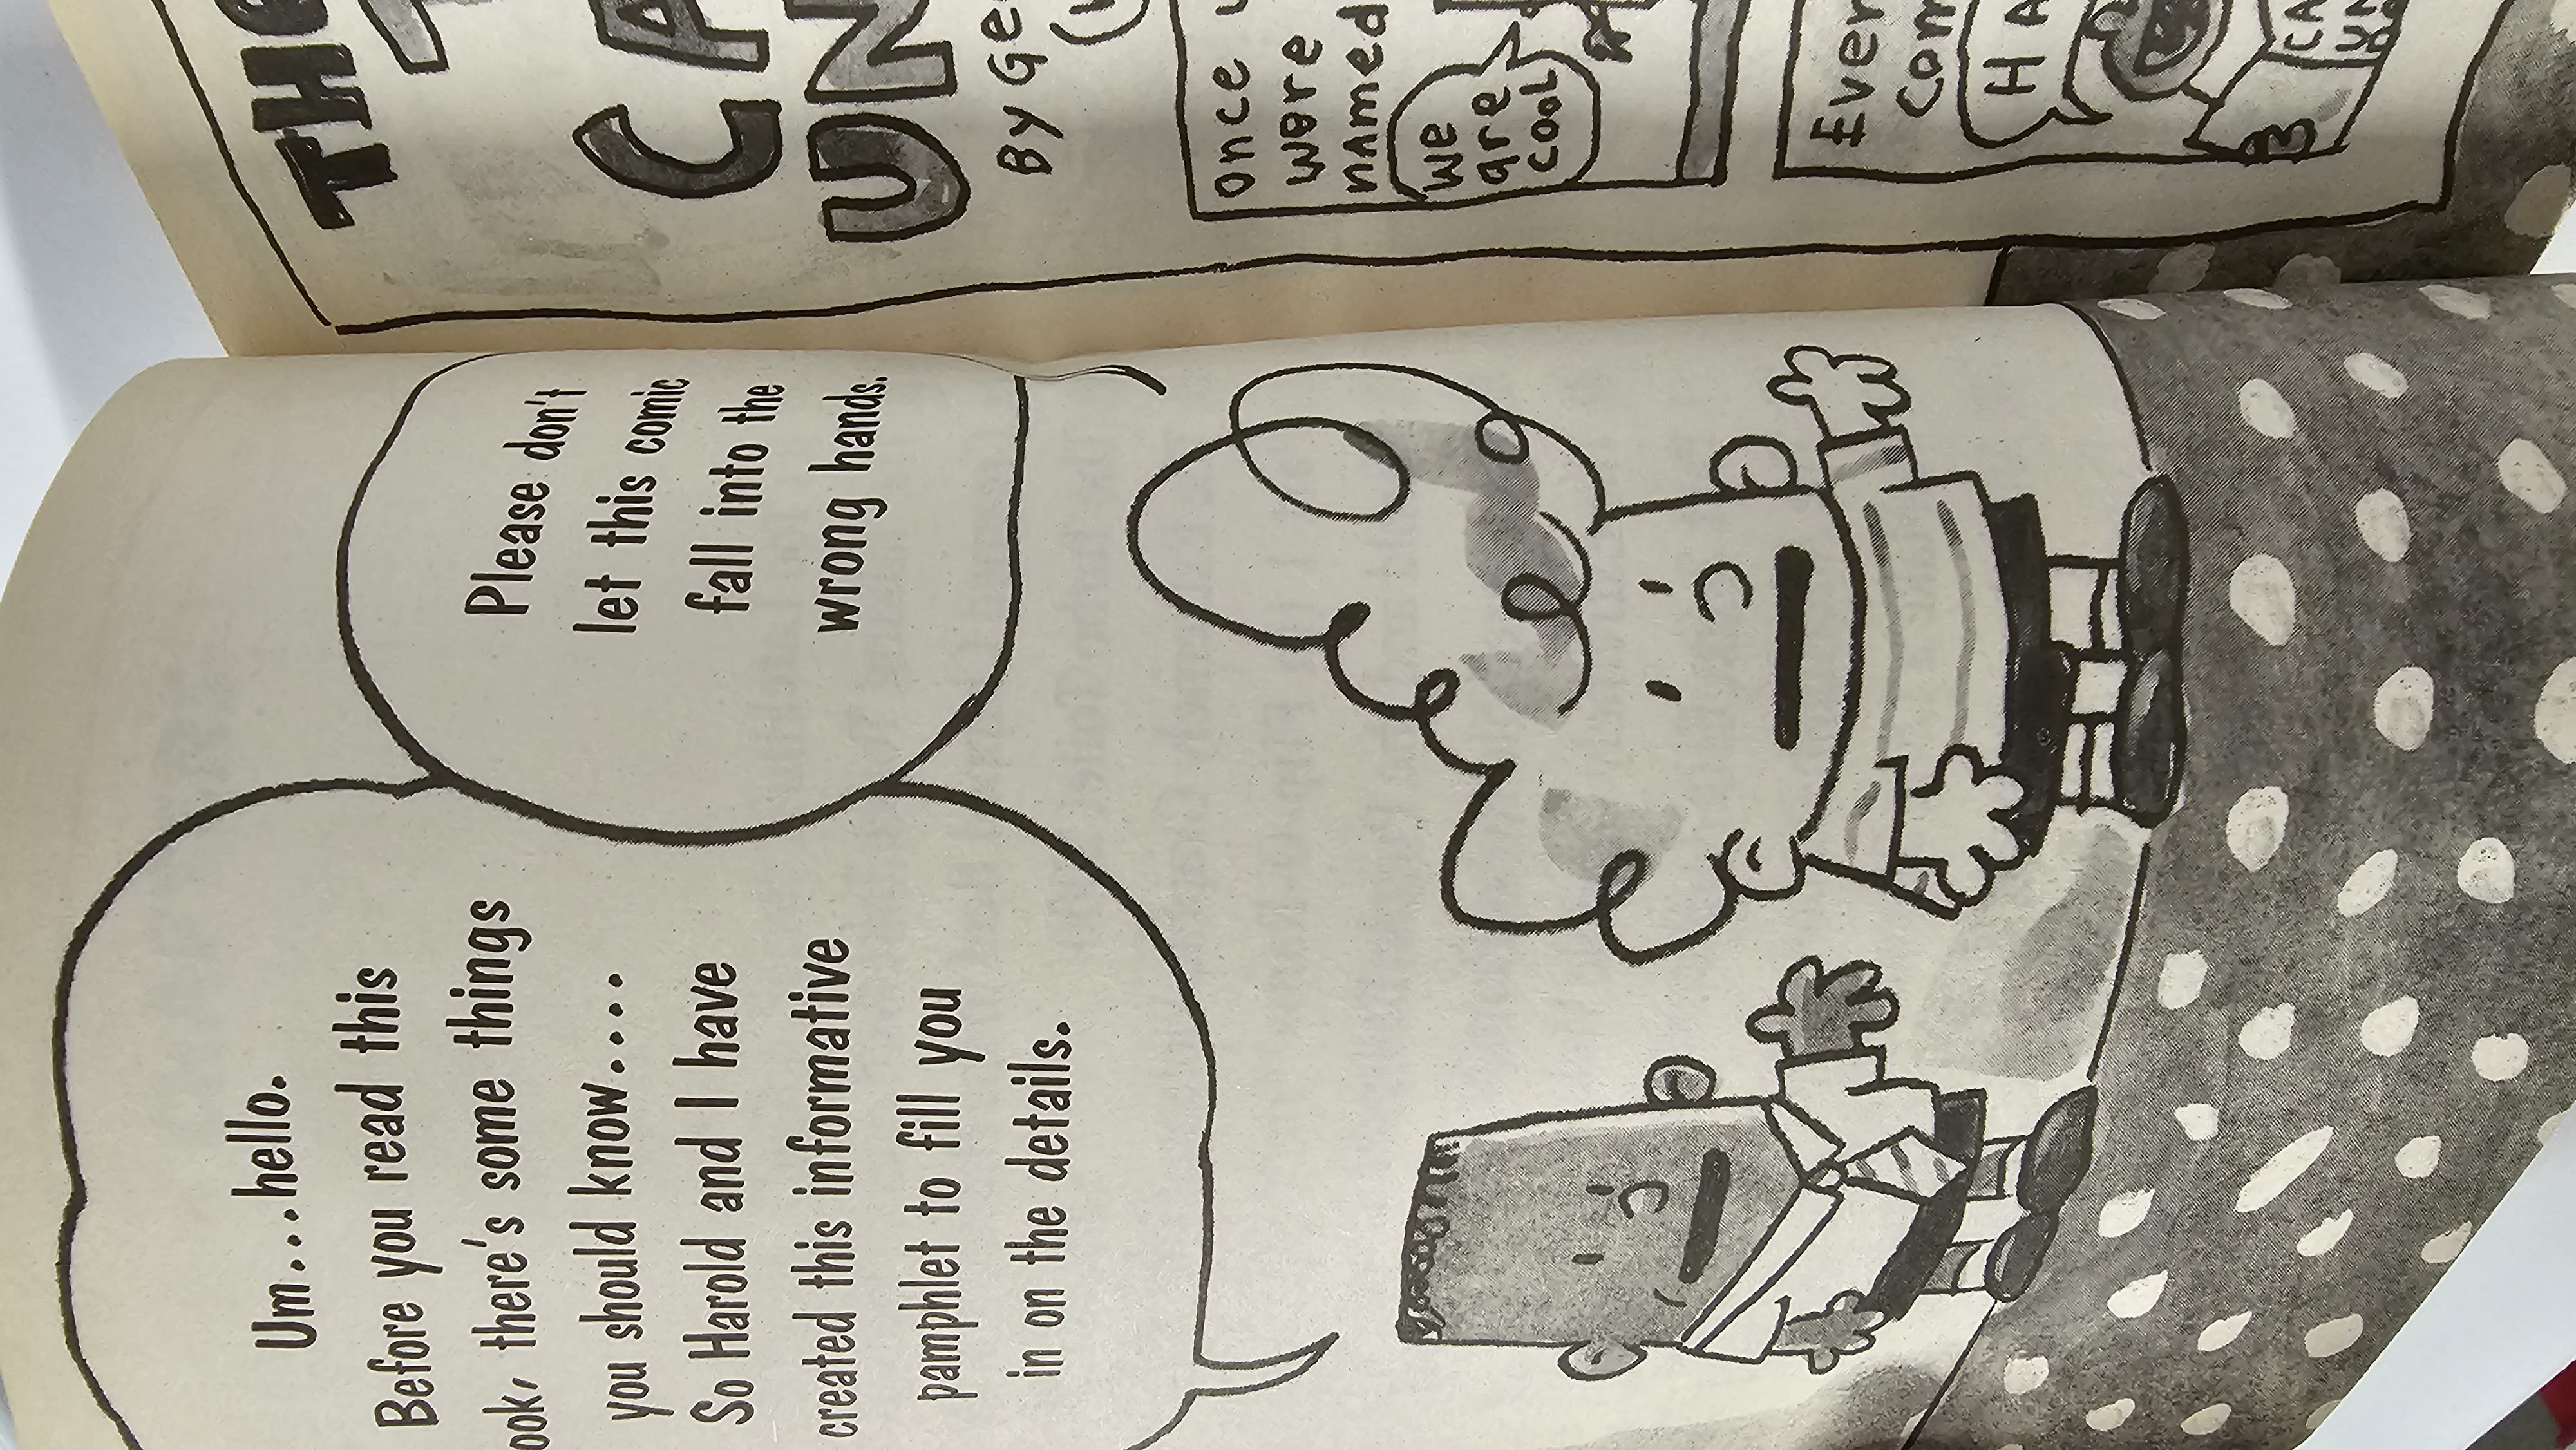 Um...hello.
Before you read this
ook, there's some things
you should know....
So Harold and I have
created this informative
pamphlet to fill you
in on the details.
Please don't
let this comic
fall into the
wrong hands.
THe
T
CA
UN
By Ge
Once u
were
nAmed
We
are
COOL
Ever
Com
HA
B
CA
UN